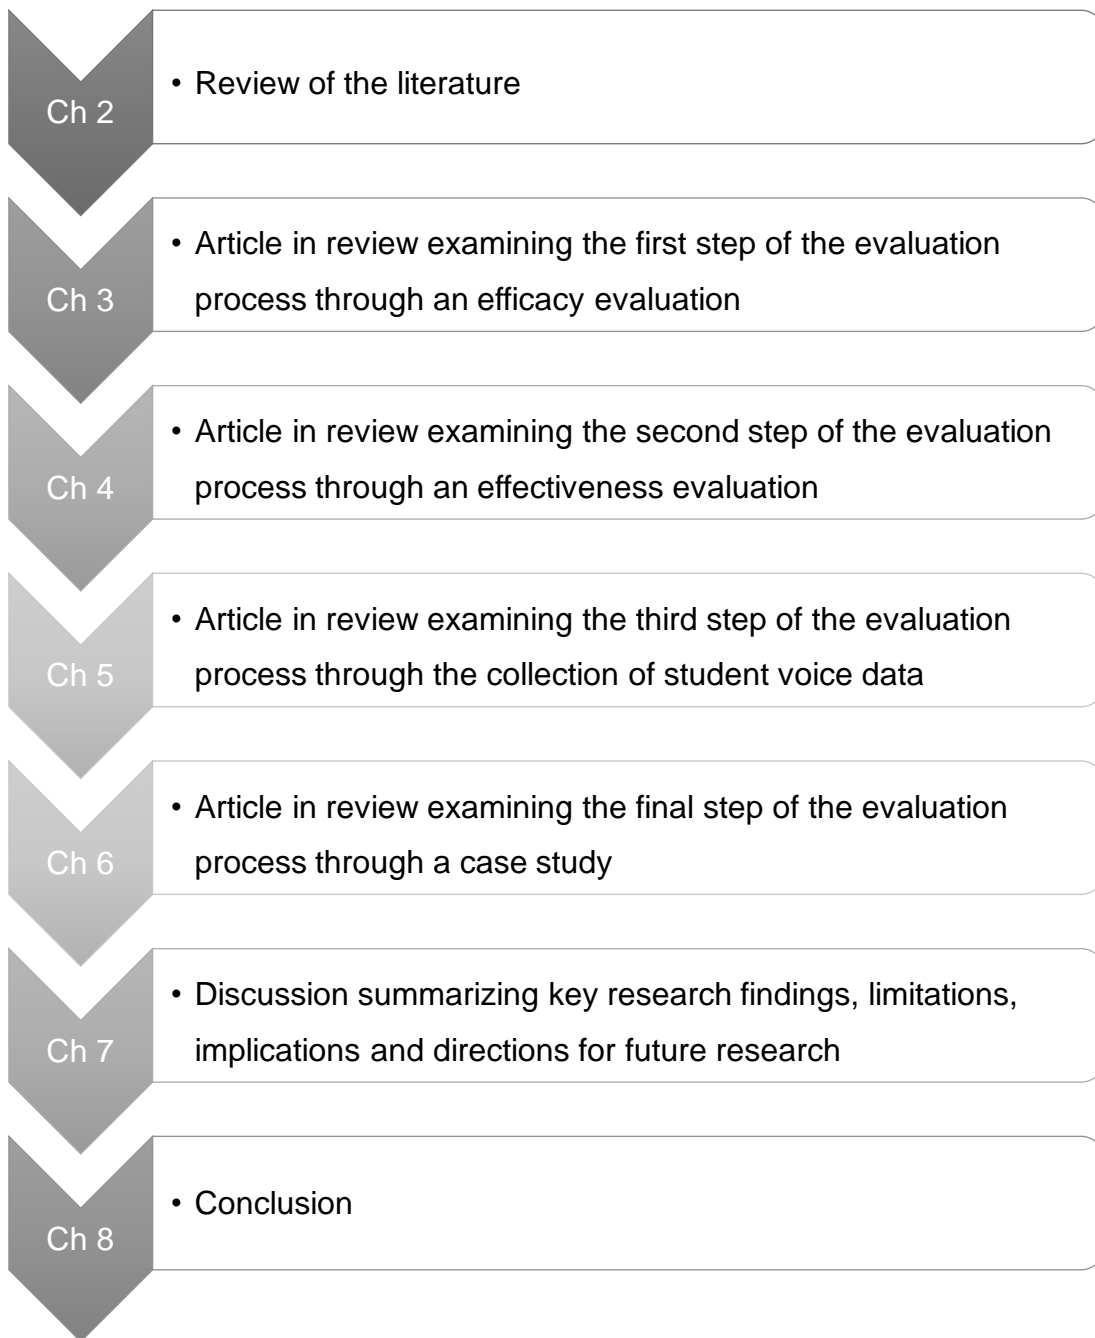 Ch 2
• Review of the literature
Ch 3
• Article in review examining the first step of the evaluation
process through an efficacy evaluation
Ch 4
• Article in review examining the second step of the evaluation
process through an effectiveness evaluation
Ch 5
• Article in review examining the third step of the evaluation
process through the collection of student voice data
Ch 6
• Article in review examining the final step of the evaluation
process through a case study
Ch 7
• Discussion summarizing key research findings, limitations,
implications and directions for future research
Ch 8
• Conclusion